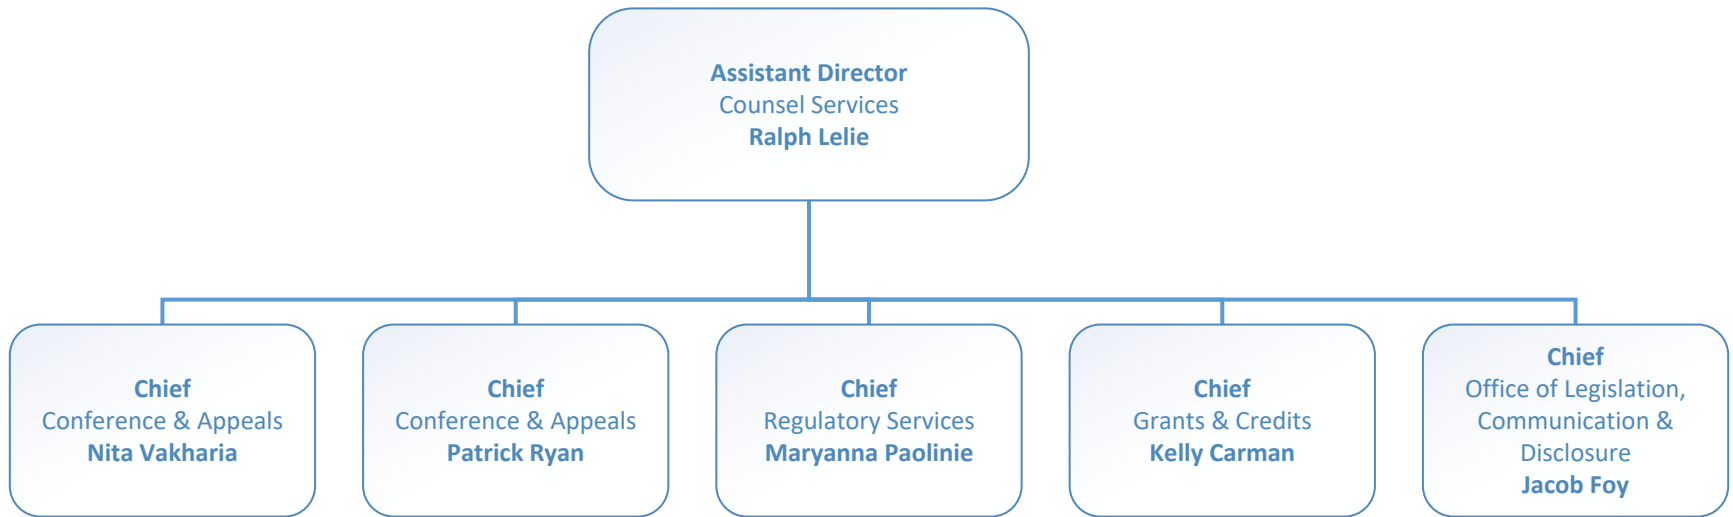 Assistant Director
Counsel Services
Ralph Lelie
Chief
Conference & Appeals
Nita Vakharia
Chief
Conference & Appeals
Patrick Ryan
Chief
Regulatory Services
Maryanna Paolinie
Chief
Grants & Credits
Kelly Carman
Chief
Office of Legislation,
Communication &
Disclosure
Jacob Foy